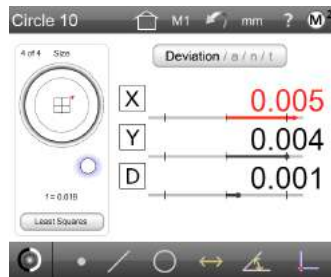 Circle 10 M1 mm ?
4 of 4 Size
Deviation / a / n / t
X 0.005
Y 0.004
D 0.001
f = 0.019
Least Squares